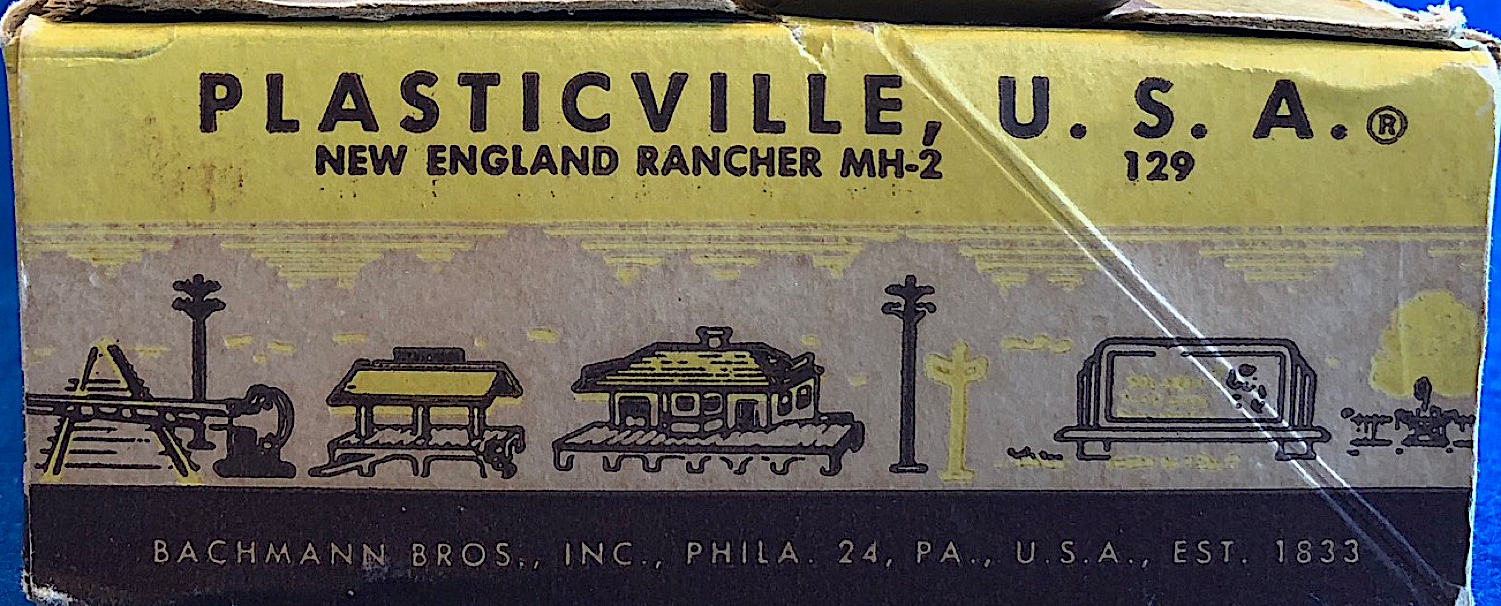 PLASTICVILLE, U. S. A.®
NEW ENGLAND RANCHER MH-2 129
BACHMANN BROS., INC., PHILA. 24, PA., U.S.A., EST. 1833